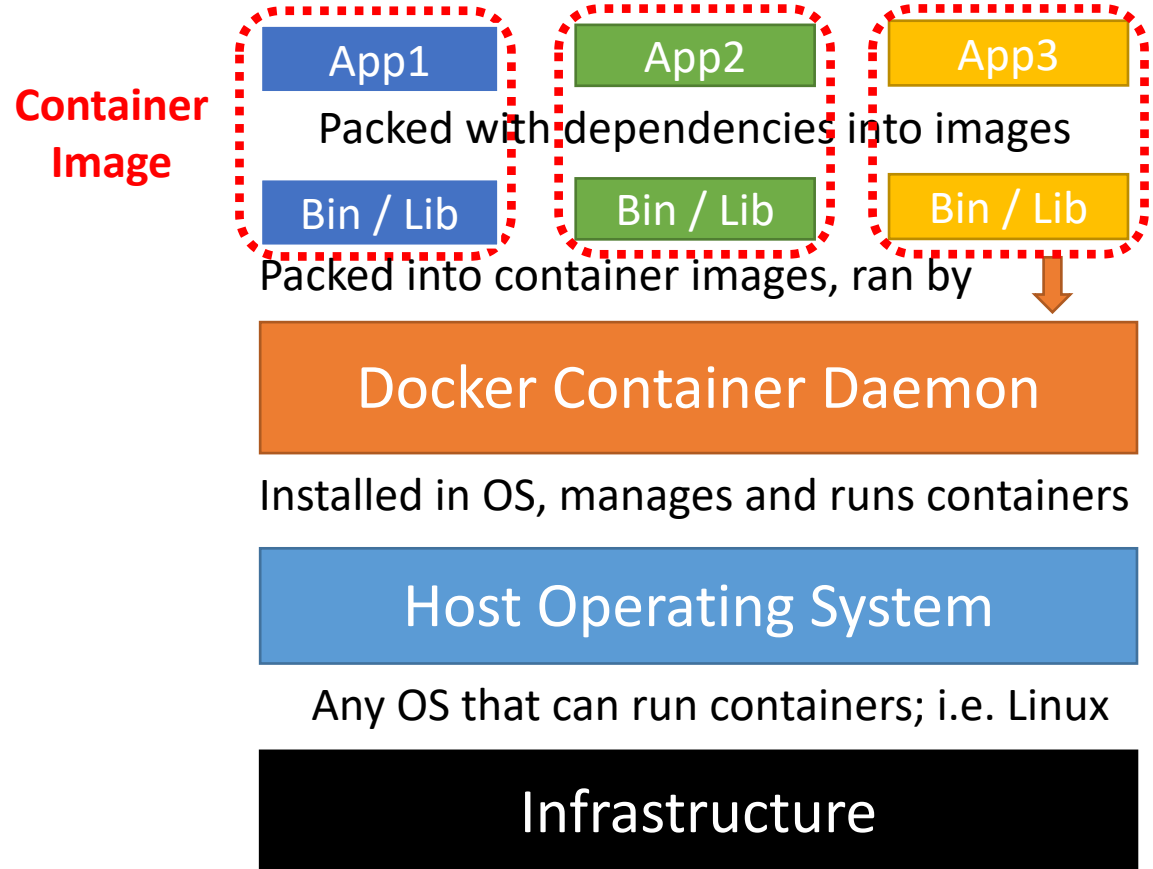 App1
App2
App3
Container
Image
Packed with dependencies into images
Bin / Lib
Bin / Lib
Bin / Lib
Packed into container images, ran by
Docker Container Daemon
Installed in OS, manages and runs containers
Host Operating System
Any OS that can run containers; i.e. Linux
Infrastructure